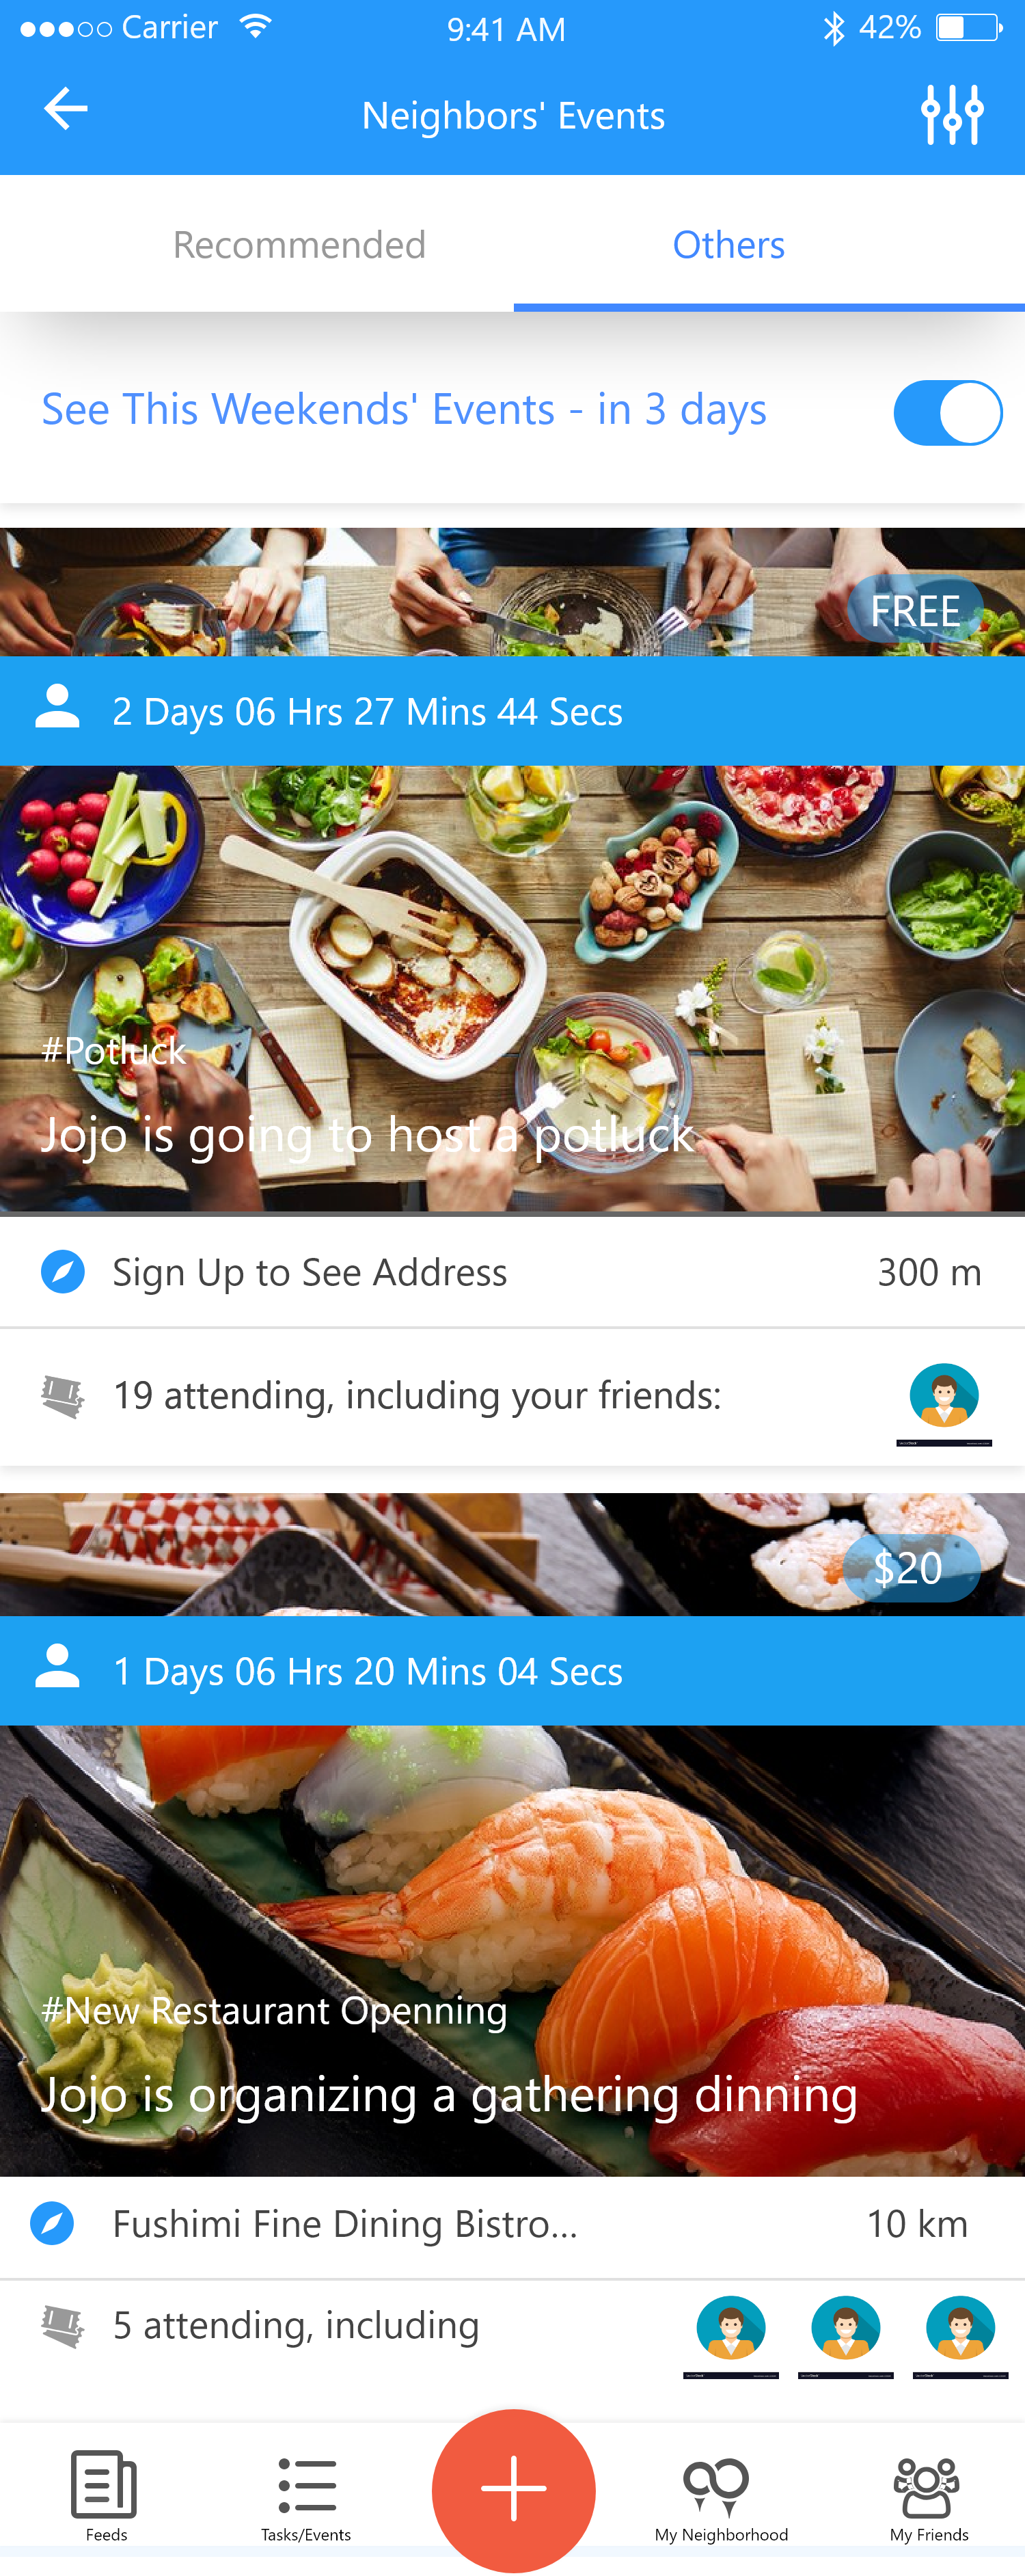 Carrier 9:41 AM 42%
Neighbors' Events
Recommended Others
See This Weekends' Events - in 3 days
FREE
2 Days 06 Hrs 27 Mins 44 Secs
#Potluck
Jojo is going to host a potluck
Sign Up to See Address 300 m
19 attending, including your friends:
$20
1 Days 06 Hrs 20 Mins 04 Secs
#New Restaurant Openning
Jojo is organizing a gathering dinning
Fushimi Fine Dining Bistro...
10 km
5 attending, including
Feeds Tasks/Events My Neighborhood My Friends